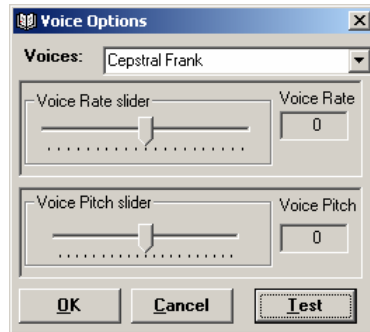 Voice Options
Voices: Cepstral Frank
Voice Rate slider Voice Rate
0
Voice Pitch slider Voice Pitch
0
OK Cancel Test